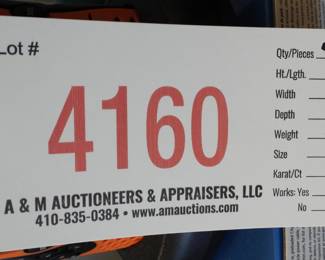 Lot #
4160
A & M AUCTIONEERS & APPRAISERS, LLC
410-835-0384 • www.amauctions.com
Qty/Pieces
Ht./Lgth.
Width
Depth
Weight
Size
Karat/Ct
Works: Yes
No